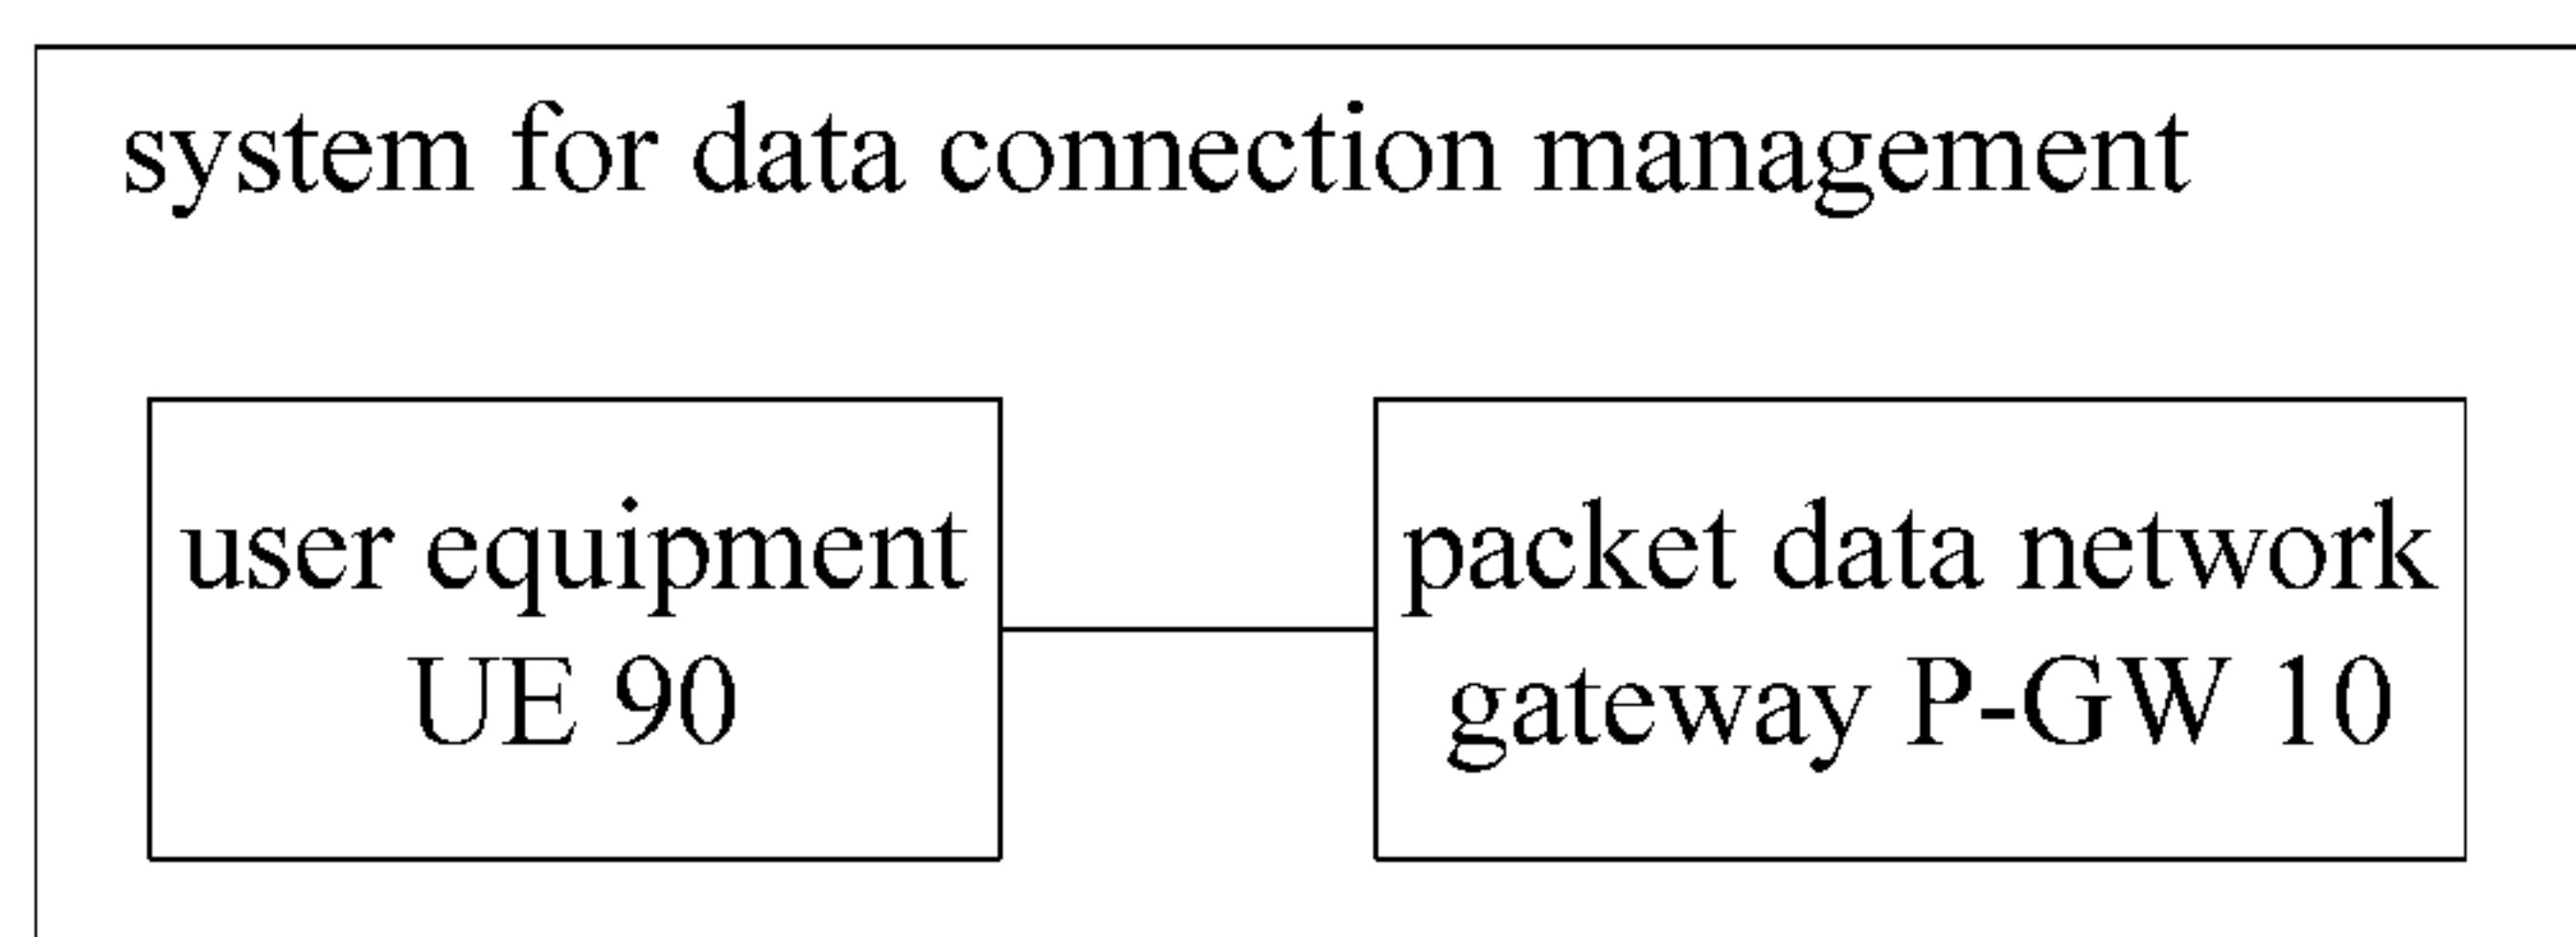 system for data connection management
user equipment
UE 90
packet data network
gateway P-GW 10